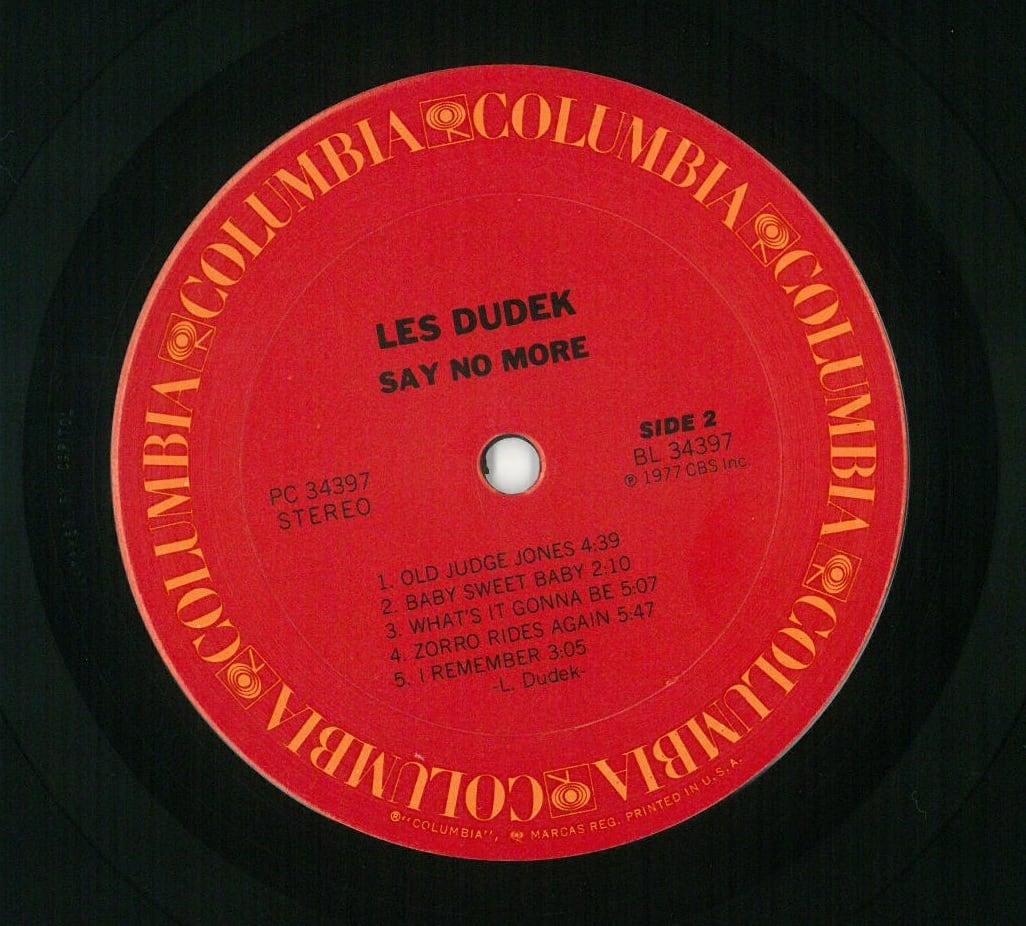 COLUMBIA COLUMBIA COLUMBIA COLUMBIA COLUMBIA COLUMBIA
LES DUDEK
SAY NO MORE
SIDE 2
BL 34397
℗ 1977 CBS Inc.
PC 34397
STEREO
1. OLD JUDGE JONES 4:39
2. BABY SWEET BABY 2:10
3. WHAT'S IT GONNA BE 5:07
4. ZORRO RIDES AGAIN 5:47
5. I REMEMBER 3:05
-L. Dudek-
®"COLUMBIA", MARCAS REG. PRINTED IN U.S.A.